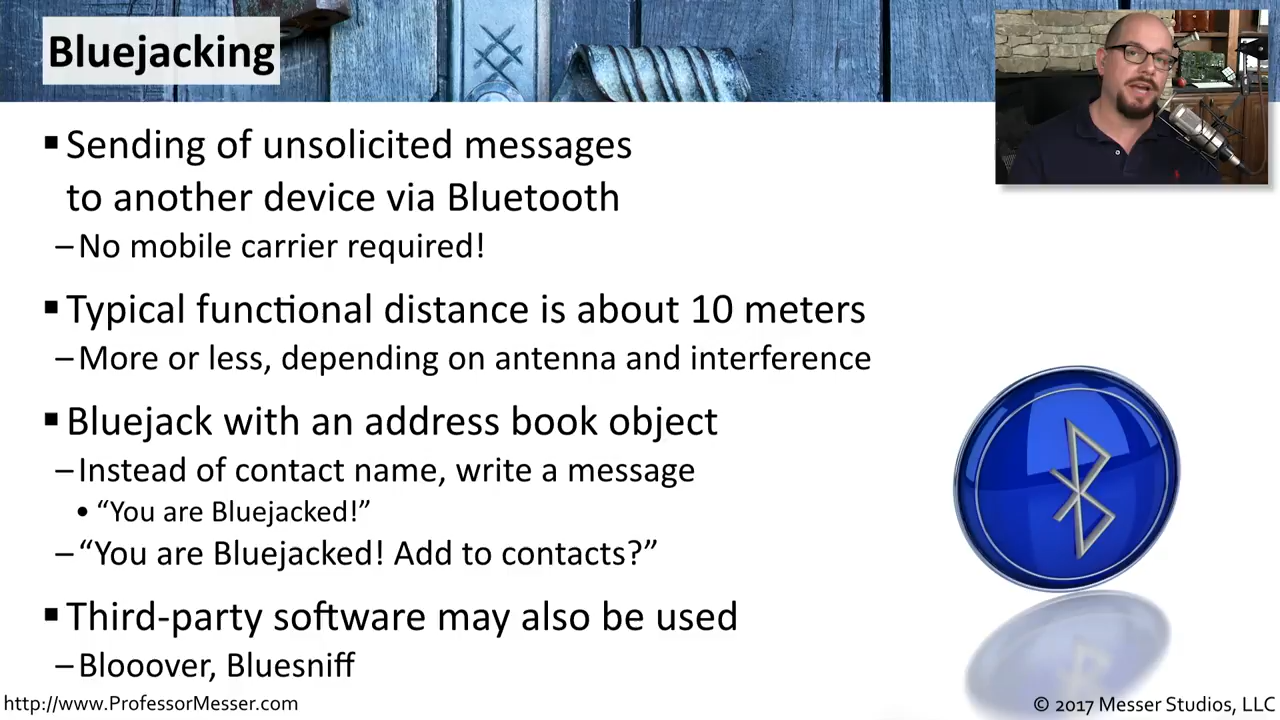 Bluejacking
▪ Sending of unsolicited messages
to another device via Bluetooth
– No mobile carrier required!
▪ Typical functional distance is about 10 meters
– More or less, depending on antenna and interference
▪ Bluejack with an address book object
– Instead of contact name, write a message
• “You are Bluejacked!”
– “You are Bluejacked! Add to contacts?”
▪ Third-party software may also be used
– Blooover, Bluesniff
http://www.ProfessorMesser.com
© 2017 Messer Studios, LLC